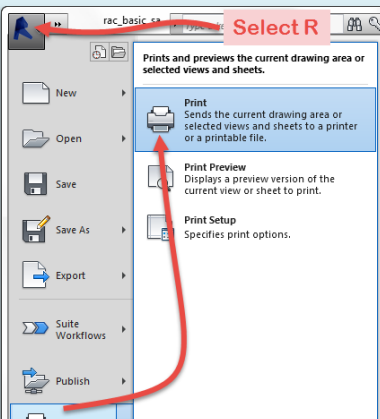 rac_basic_sa
Select R
Prints and previews the current drawing area or
selected views and sheets.
New
Print
Sends the current drawing area or
selected views and sheets to a printer
or a printable file.
Open
Print Preview
Displays a preview version of the
current view or sheet to print.
Save
Save As
Print Setup
Specifies print options.
Export
Suite
Workflows
Publish